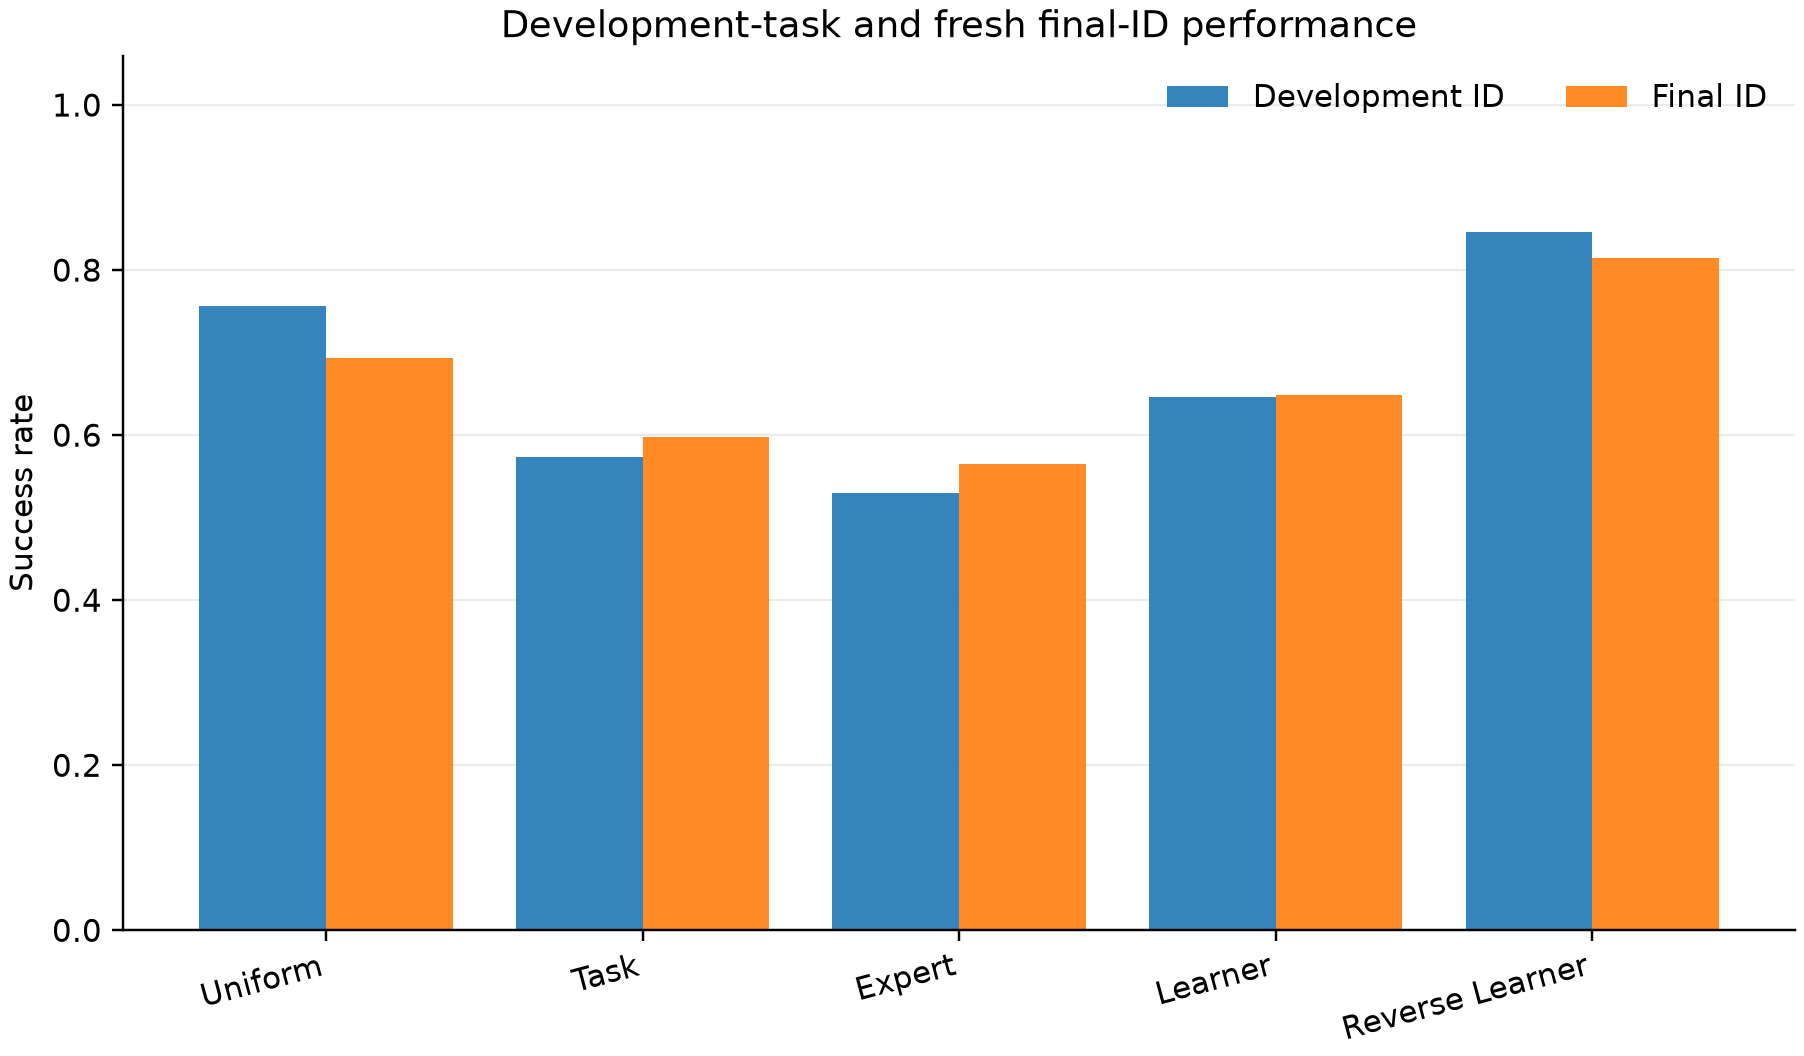 Development-task and fresh final-ID performance
Development ID
Final ID
Success rate
1.0
0.8
0.6
0.4
0.2
0.0
Uniform
Task
Expert
Learner
Reverse Learner